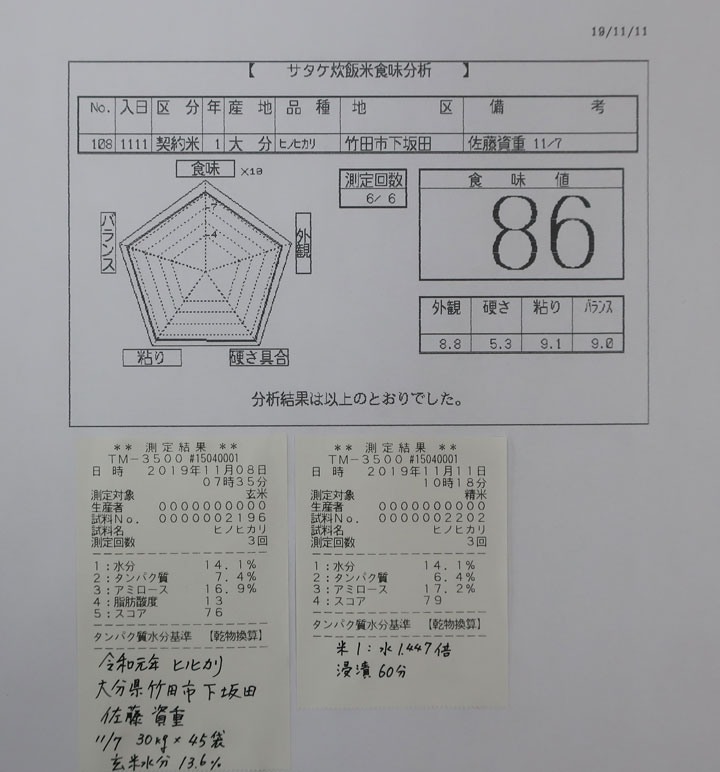 19/11/11
【 サタケ炊飯米食味分析 】
No. 入日 区分 年 産地 品種 地区 備考
108 1111 契約米 1 大分 ヒノヒカリ 竹田市下坂田 佐藤資重 11/7
食味 ×10
7
4
外観
硬さ具合
粘り
バランス
測定回数
6/ 6
食味値
86
外観 硬さ 粘り バランス
8.8 5.3 9.1 9.0
分析結果は以上のとおりでした。
** 測定結果 **
TM-3500 #15040001
日時 2019年11月08日
07時35分
測定対象 玄米
生産者 0000000000
試料No. 0000002196
試料名 ヒノヒカリ
測定回数 3回
1:水分 14.1%
2:タンパク質 7.4%
3:アミロース 16.9%
4:脂肪酸度 13
5:スコア 76
タンパク質水分基準 【乾物換算】
令和元年 ヒノヒカリ
大分県竹田市下坂田
佐藤 資重
11/7 30kg×45袋
玄米水分 13.6%
** 測定結果 **
TM-3500 #15040001
日時 2019年11月11日
10時18分
測定対象 精米
生産者 0000000000
試料No. 0000002202
試料名 ヒノヒカリ
測定回数 3回
1:水分 14.1%
2:タンパク質 6.4%
3:アミロース 17.2%
4:スコア 79
タンパク質水分基準 【乾物換算】
米1:水1.447倍
浸漬60分